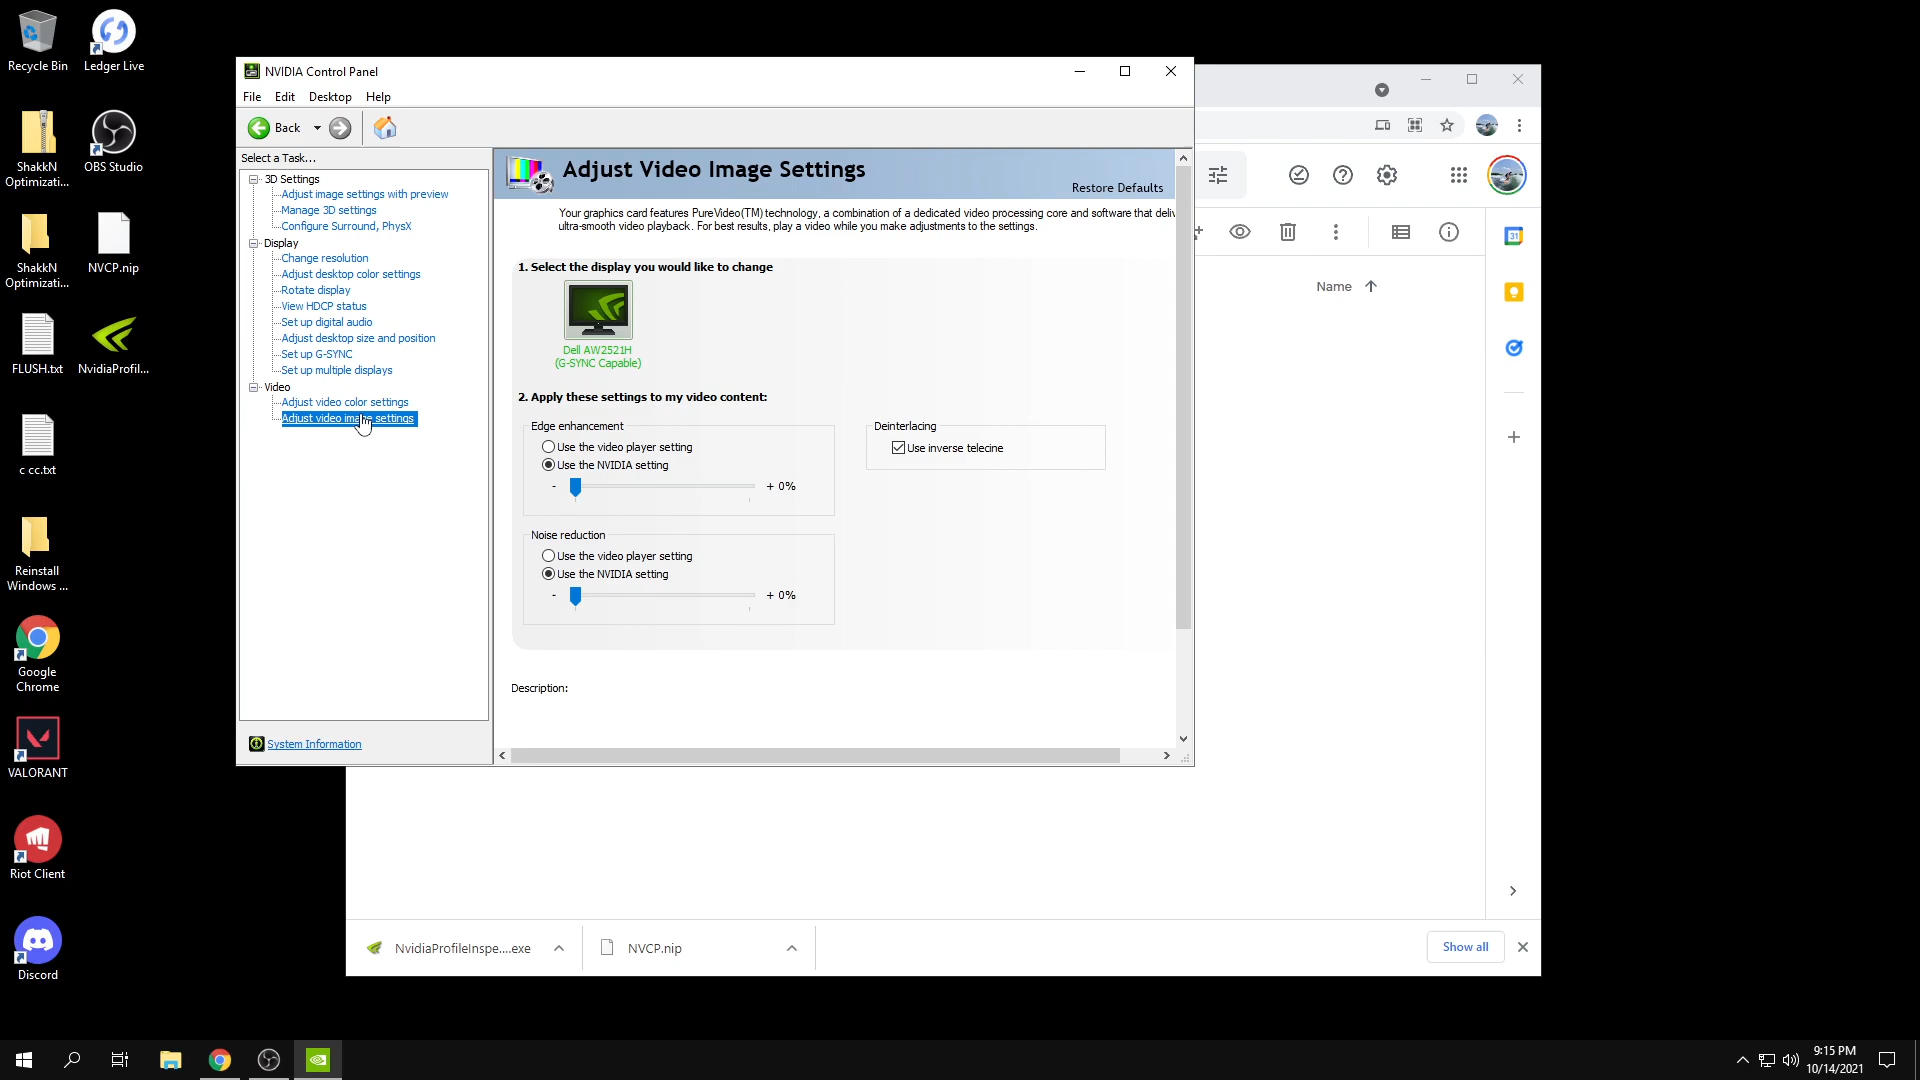 Recycle Bin
Ledger Live
ShakkN
Optimizati...
OBS Studio
ShakkN
Optimizati...
NVCP.nip
FLUSH.txt
NvidiaProfil...
c cc.txt
Reinstall
Windows ...
Google
Chrome
VALORANT
Riot Client
Discord
NVIDIA Control Panel
File Edit Desktop Help
Back
Select a Task...
3D Settings
Adjust image settings with preview
Manage 3D settings
Configure Surround, PhysX
Display
Change resolution
Adjust desktop color settings
Rotate display
View HDCP status
Set up digital audio
Adjust desktop size and position
Set up G-SYNC
Set up multiple displays
Video
Adjust video color settings
Adjust video image settings
System Information
Adjust Video Image Settings
Restore Defaults
Your graphics card features PureVideo(TM) technology, a combination of a dedicated video processing core and software that deliv
ultra-smooth video playback. For best results, play a video while you make adjustments to the settings.
1. Select the display you would like to change
Dell AW2521H
(G-SYNC Capable)
2. Apply these settings to my video content:
Edge enhancement
Use the video player setting
Use the NVIDIA setting
- + 0%
Deinterlacing
Use inverse telecine
Noise reduction
Use the video player setting
Use the NVIDIA setting
- + 0%
Description:
31
Name
NvidiaProfileInspe....exe
NVCP.nip
Show all
9:15 PM
10/14/2021